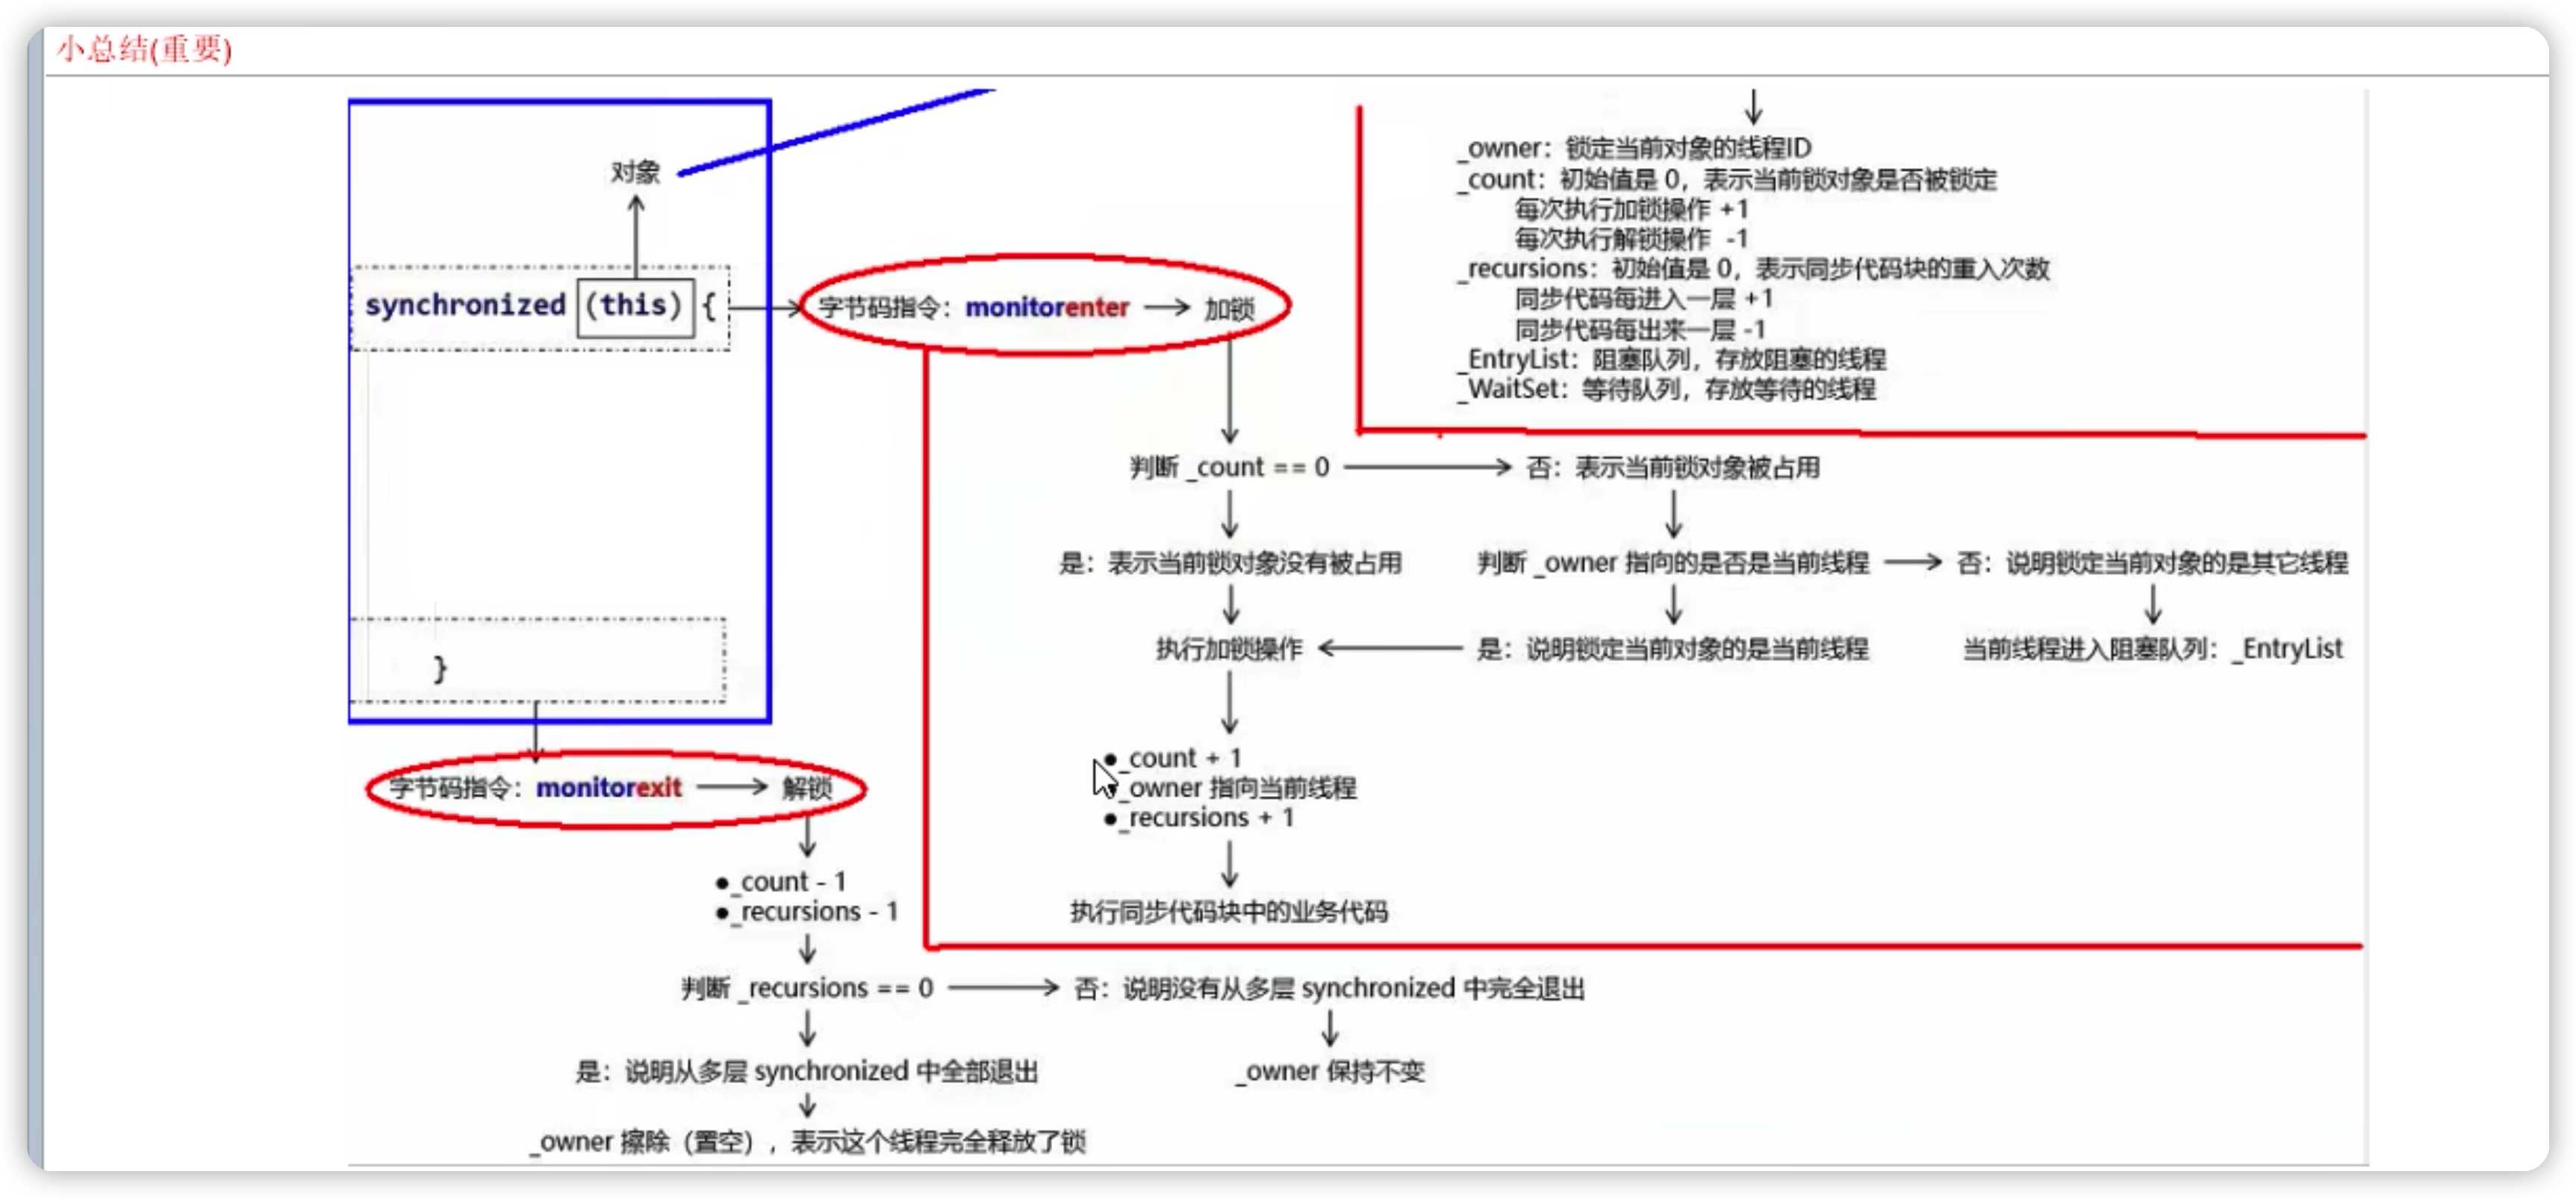 小总结(重要)
对象
synchronized (this) {
}
字节码指令：monitorenter
加锁
_owner：锁定当前对象的线程ID
_count：初始值是 0，表示当前锁对象是否被锁定
每次执行加锁操作 +1
每次执行解锁操作 -1
_recursions：初始值是 0，表示同步代码块的重入次数
同步代码每进入一层 +1
同步代码每出来一层 -1
_EntryList：阻塞队列，存放阻塞的线程
_WaitSet：等待队列，存放等待的线程
判断 _count == 0
否：表示当前锁对象被占用
是：表示当前锁对象没有被占用
判断 _owner 指向的是否是当前线程
否：说明锁定当前对象的是其它线程
执行加锁操作
是：说明锁定当前对象的是当前线程
当前线程进入阻塞队列：_EntryList
●_count + 1
_owner 指向当前线程
●_recursions + 1
执行同步代码块中的业务代码
字节码指令：monitorexit
解锁
●_count - 1
●_recursions - 1
判断 _recursions == 0
否：说明没有从多层 synchronized 中完全退出
是：说明从多层 synchronized 中全部退出
_owner 保持不变
_owner 擦除（置空），表示这个线程完全释放了锁